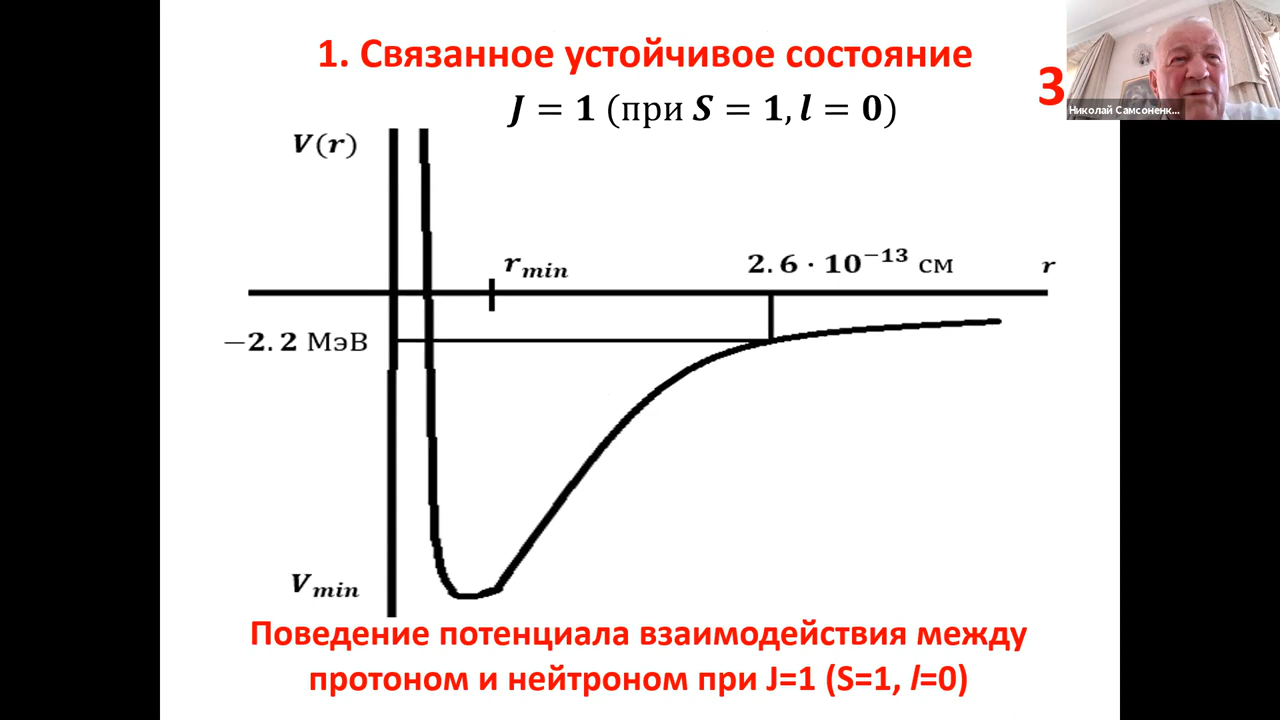 1. Связанное устойчивое состояние
3
J = 1 (при S = 1, l = 0)
Николай Самсоненк...
V(r)
r_min
2.6 · 10⁻¹³ см
r
−2.2 МэВ
V_min
Поведение потенциала взаимодействия между
протоном и нейтроном при J=1 (S=1, l=0)